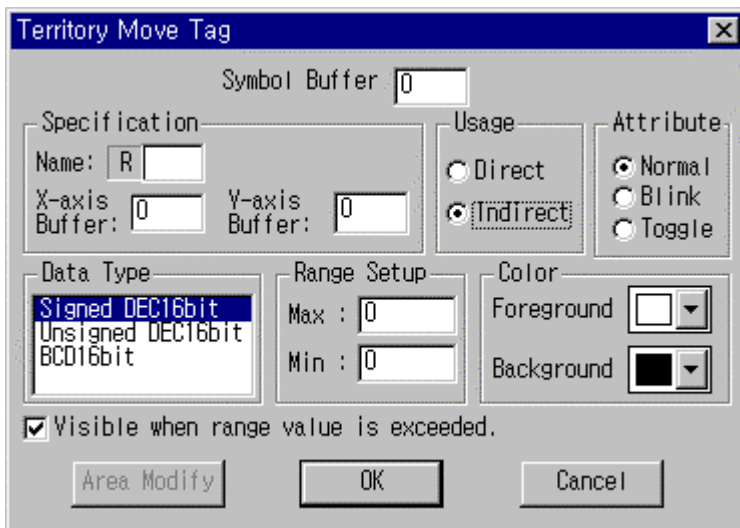 Territory Move Tag
Symbol Buffer 0
Specification
Name: R
X-axis Buffer: 0
Y-axis Buffer: 0
Usage
Direct
Indirect
Attribute
Normal
Blink
Toggle
Data Type
Signed DEC16bit
Unsigned DEC16bit
BCD16bit
Range Setup
Max : 0
Min : 0
Color
Foreground
Background
Visible when range value is exceeded.
Area Modify
OK
Cancel